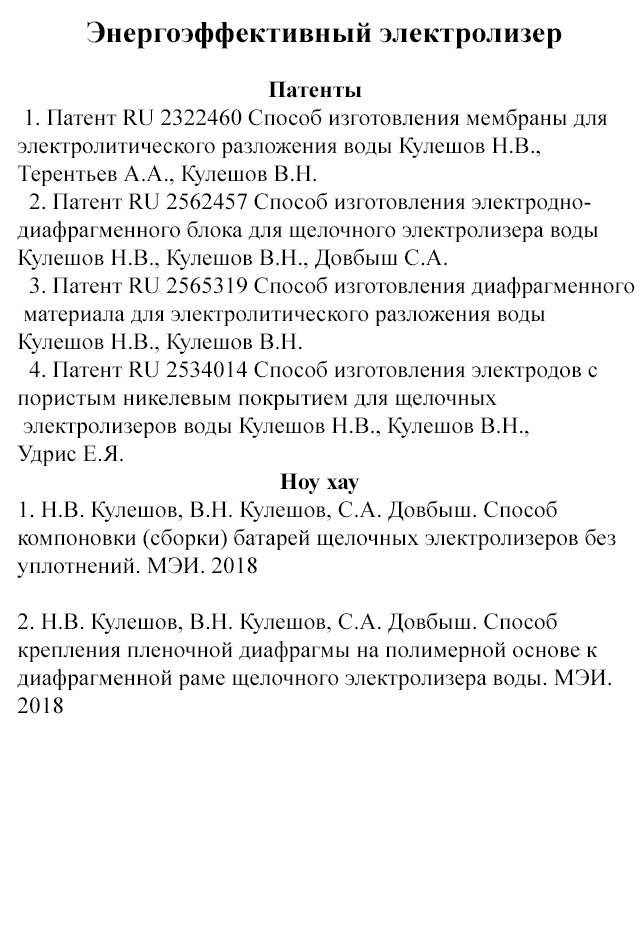 Энергоэффективный электролизер
Патенты
1. Патент RU 2322460 Способ изготовления мембраны для
электролитического разложения воды Кулешов Н.В.,
Терентьев А.А., Кулешов В.Н.
2. Патент RU 2562457 Способ изготовления электродно-
диафрагменного блока для щелочного электролизера воды
Кулешов Н.В., Кулешов В.Н., Довбыш С.А.
3. Патент RU 2565319 Способ изготовления диафрагменного
материала для электролитического разложения воды
Кулешов Н.В., Кулешов В.Н.
4. Патент RU 2534014 Способ изготовления электродов с
пористым никелевым покрытием для щелочных
электролизеров воды Кулешов Н.В., Кулешов В.Н.,
Удрис Е.Я.
Ноу хау
1. Н.В. Кулешов, В.Н. Кулешов, С.А. Довбыш. Способ
компоновки (сборки) батарей щелочных электролизеров без
уплотнений. МЭИ. 2018
2. Н.В. Кулешов, В.Н. Кулешов, С.А. Довбыш. Способ
крепления пленочной диафрагмы на полимерной основе к
диафрагменной раме щелочного электролизера воды. МЭИ.
2018